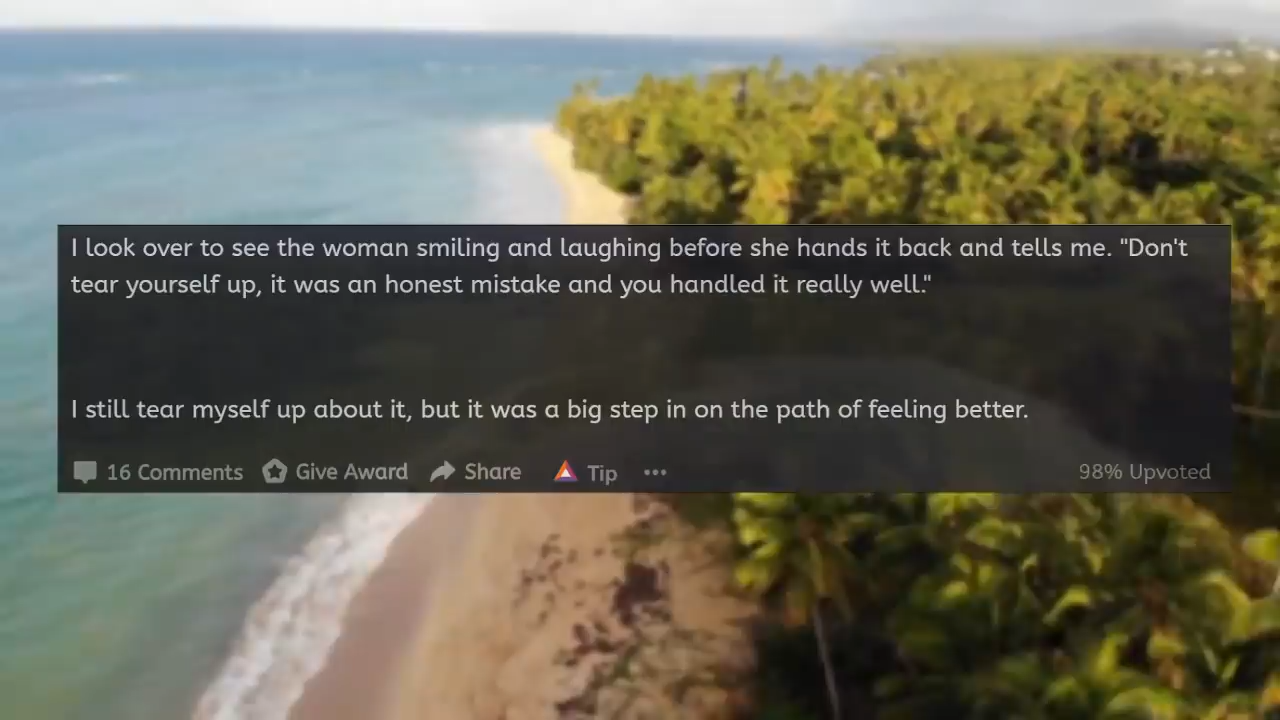 I look over to see the woman smiling and laughing before she hands it back and tells me. "Don't
tear yourself up, it was an honest mistake and you handled it really well."
I still tear myself up about it, but it was a big step in on the path of feeling better.
16 Comments Give Award Share Tip ••• 98% Upvoted